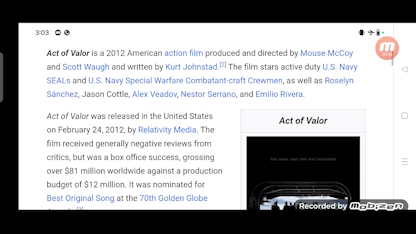 3:03
Act of Valor is a 2012 American action film produced and directed by Mouse McCoy
and Scott Waugh and written by Kurt Johnstad.[2] The film stars active duty U.S. Navy
SEALs and U.S. Navy Special Warfare Combatant-craft Crewmen, as well as Roselyn
Sánchez, Jason Cottle, Alex Veadov, Nestor Serrano, and Emilio Rivera.
Act of Valor was released in the United States
on February 24, 2012, by Relativity Media. The
film received generally negative reviews from
critics, but was a box office success, grossing
over $81 million worldwide against a production
budget of $12 million. It was nominated for
Best Original Song at the 70th Golden Globe
Act of Valor
Recorded by Mobizen